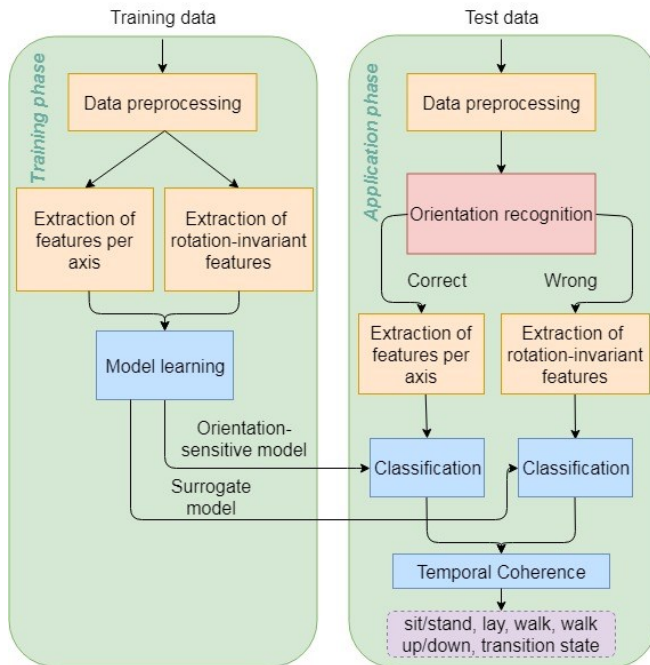 Training data
Test data
Training phase
Data preprocessing
Extraction of
features per
axis
Extraction of
rotation-invariant
features
Model learning
Orientation-
sensitive model
Surrogate
model
Application phase
Data preprocessing
Orientation recognition
Correct
Wrong
Extraction of
features per
axis
Extraction of
rotation-invariant
features
Classification
Classification
Temporal Coherence
sit/stand, lay, walk, walk
up/down, transition state